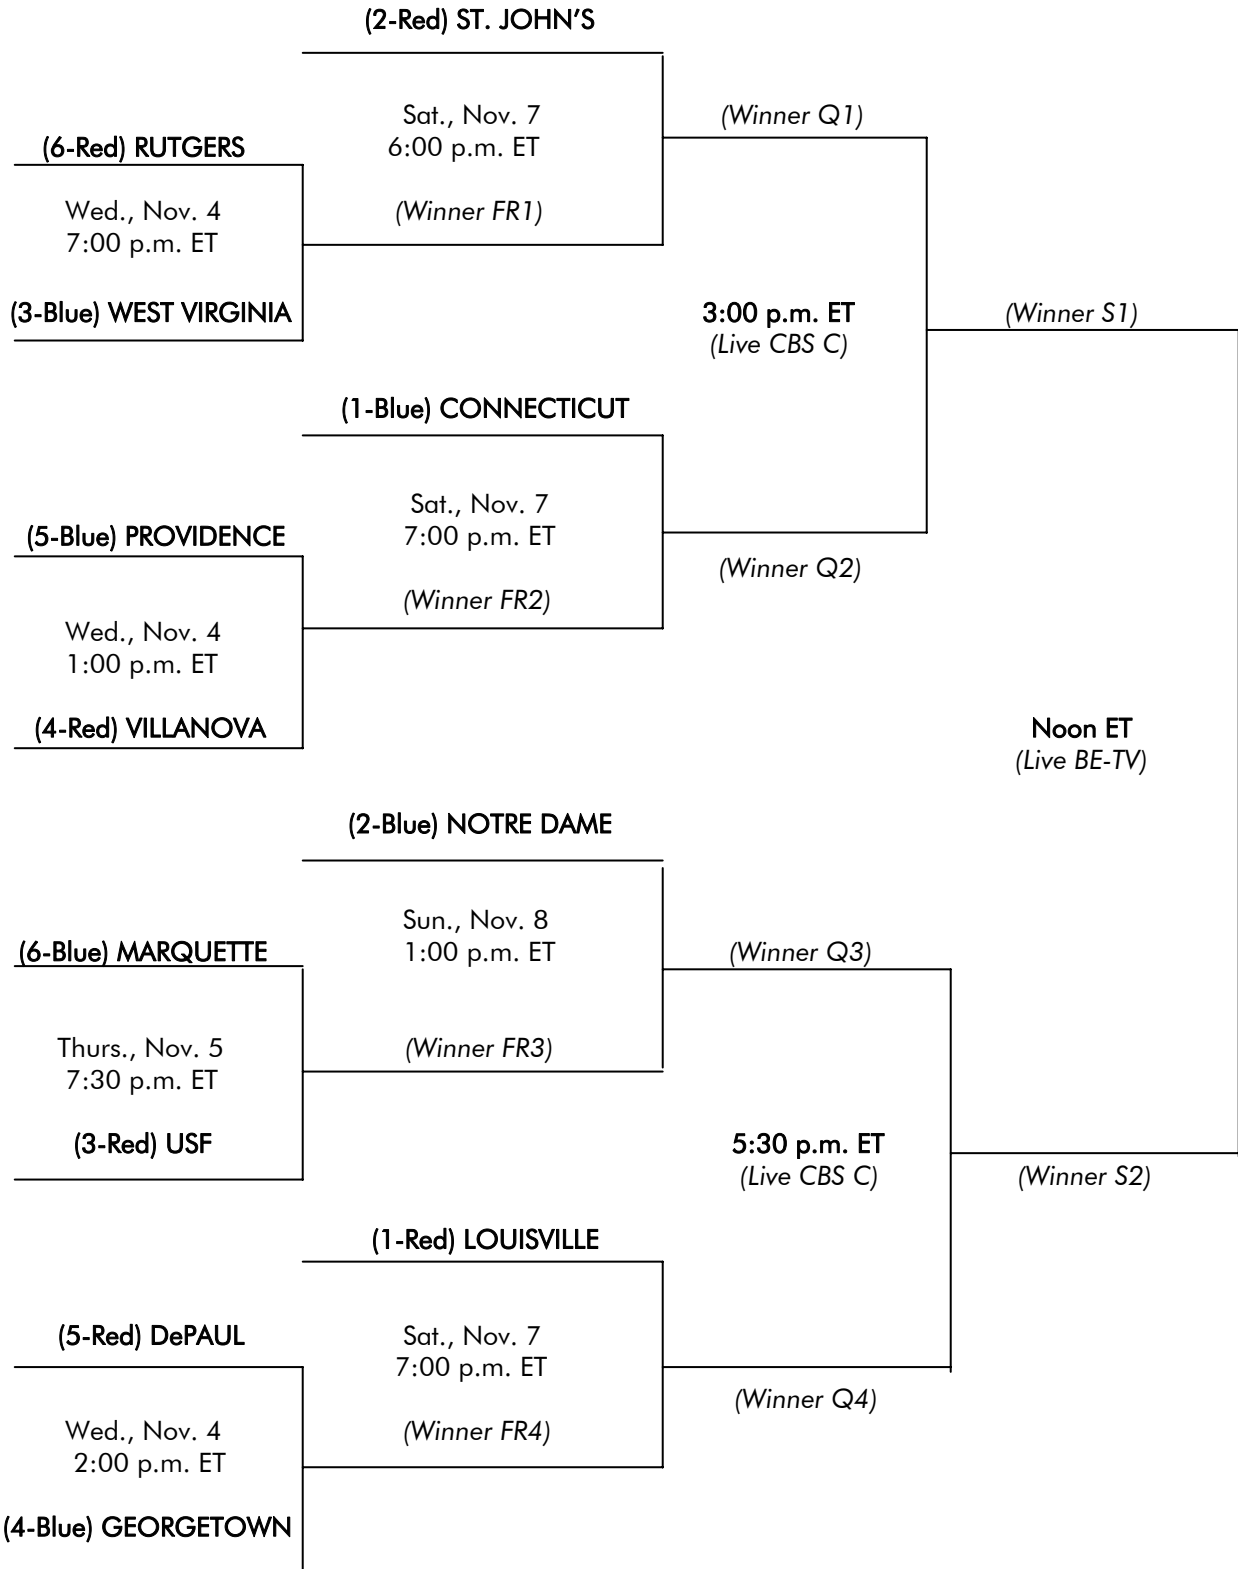 (2-Red) ST. JOHN'S
Sat., Nov. 7
6:00 p.m. ET
(Winner Q1)
(6-Red) RUTGERS
Wed., Nov. 4
7:00 p.m. ET
(Winner FR1)
(3-Blue) WEST VIRGINIA
3:00 p.m. ET
(Live CBS C)
(Winner S1)
(1-Blue) CONNECTICUT
Sat., Nov. 7
7:00 p.m. ET
(5-Blue) PROVIDENCE
(Winner Q2)
(Winner FR2)
Wed., Nov. 4
1:00 p.m. ET
(4-Red) VILLANOVA
Noon ET
(Live BE-TV)
(2-Blue) NOTRE DAME
Sun., Nov. 8
1:00 p.m. ET
(6-Blue) MARQUETTE
(Winner Q3)
Thurs., Nov. 5
7:30 p.m. ET
(Winner FR3)
(3-Red) USF
5:30 p.m. ET
(Live CBS C)
(Winner S2)
(1-Red) LOUISVILLE
(5-Red) DePAUL
Sat., Nov. 7
7:00 p.m. ET
(Winner Q4)
Wed., Nov. 4
2:00 p.m. ET
(Winner FR4)
(4-Blue) GEORGETOWN